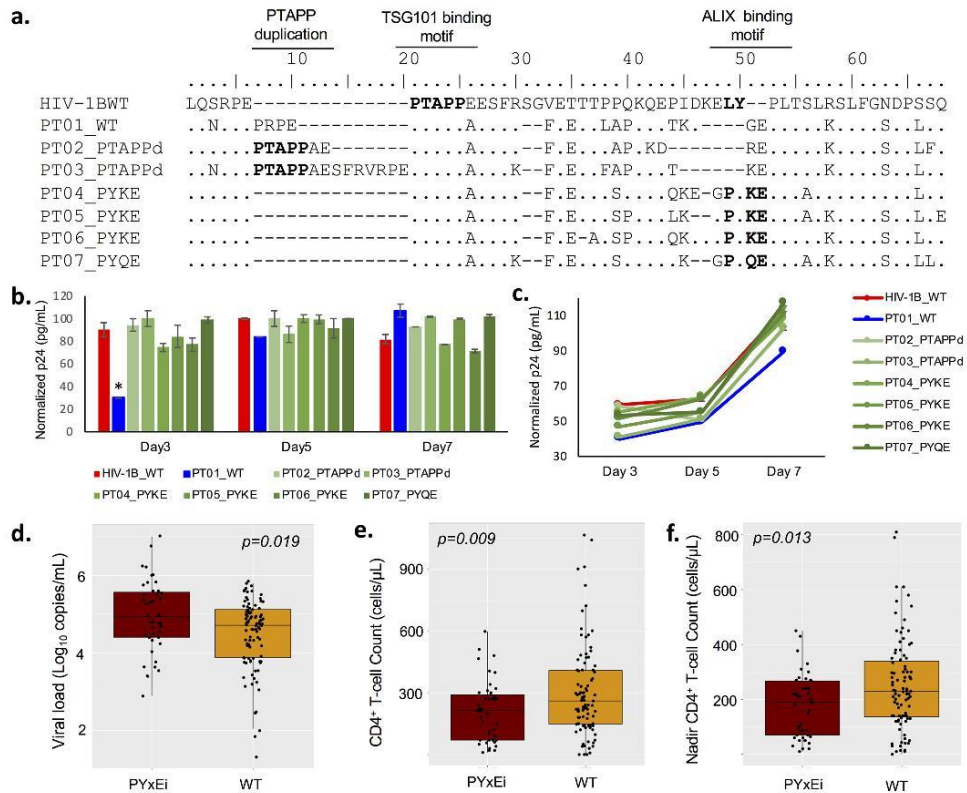 a.
PTAPP duplication
TSG101 binding motif
ALIX binding motif
10 20 30 40 50 60
HIV-1BWT LQSRPE--------------PTAPPEESFRSGVETTTPPQKQEPIDKELY--PLTSLRSLFGNDPSSQ
PT01_WT ..N...PRPE----------.....A....--F.E..LAP...TK.----GE.....K....S..L..
PT02_PTAPPd ......PTAPPAE-------.....A....--F.E...AP.KD...----RE.....K....S..LF.
PT03_PTAPPd ..N...PTAPPAESFRVRPE.....A...K--F.E..FAP...T.-----KE.....K....S..L..
PT04_PYKE ......--------------.....A....--F.E...S....QKE-GP.KE...A.K....S..L..
PT05_PYKE ......--------------.....A....--F.E...SP...LK.--P.KE.....K....S..L.E
PT06_PYKE ......--------------.....A....--F.E-A.SP...QK.--P.KE.....K....S..L..
PT07_PYQE ......--------------.....A...K--F.E...S.....K--GP.QE.....K....S..LL.
b.
Normalized p24 (pg/mL)
120
100
80
60
40
20
0
*
Day3 Day5 Day7
HIV-1B_WT PT01_WT PT02_PTAPPd PT03_PTAPPd
PT04_PYKE PT05_PYKE PT06_PYKE PT07_PYQE
c.
Normalized p24 (pg/mL)
110
90
70
50
30
Day 3 Day 5 Day 7
HIV-1B_WT
PT01_WT
PT02_PTAPPd
PT03_PTAPPd
PT04_PYKE
PT05_PYKE
PT06_PYKE
PT07_PYQE
d.
p=0.019
Viral load (Log10 copies/mL)
6
4
2
PYxEi WT
e.
p=0.009
CD4+ T-cell Count (cells/µL)
900
600
300
PYxEi WT
f.
p=0.013
Nadir CD4+ T-cell Count (cells/µL)
800
600
400
200
0
PYxEi WT